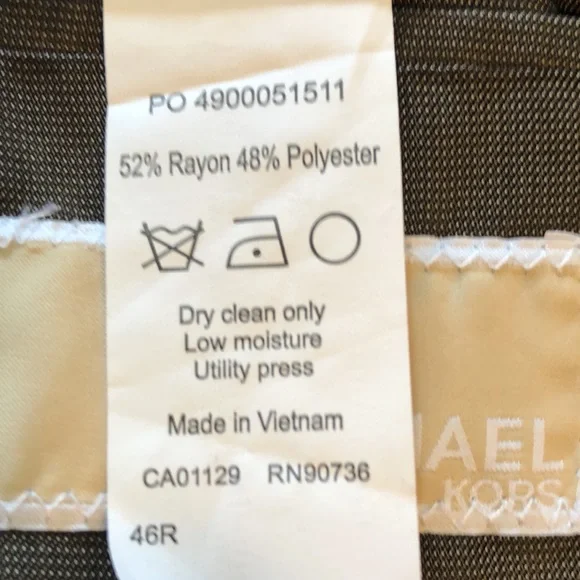 PO 4900051511
52% Rayon 48% Polyester
Dry clean only
Low moisture
Utility press
Made in Vietnam
CA01129 RN90736
46R
AEL
KORS